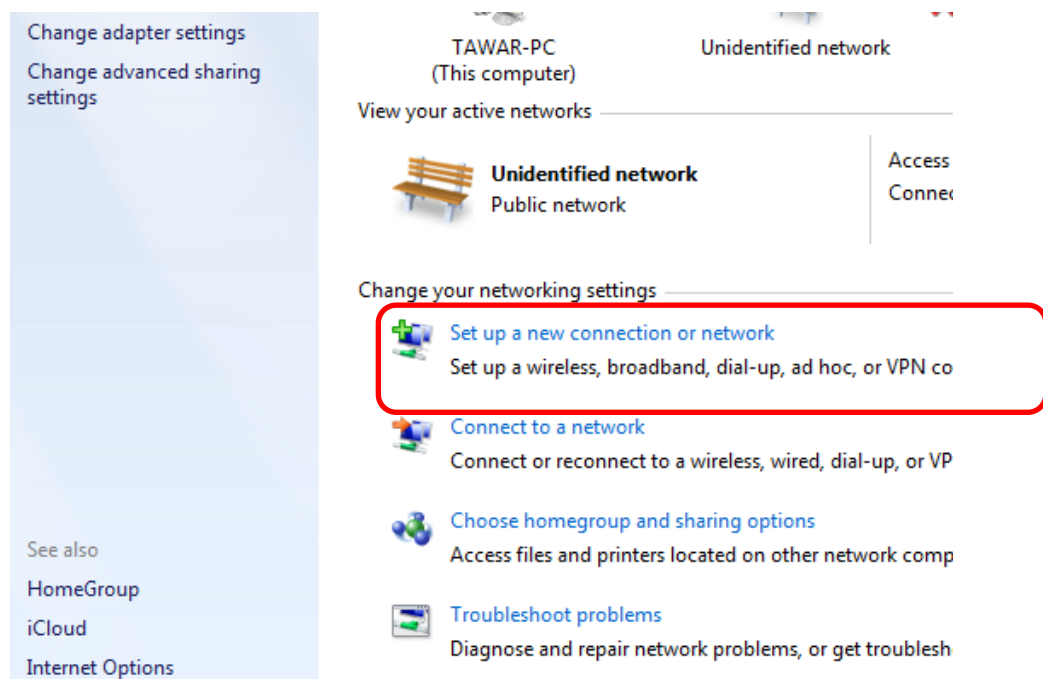 Change adapter settings
Change advanced sharing
settings
See also
HomeGroup
iCloud
Internet Options
TAWAR-PC
(This computer)
Unidentified network
View your active networks
Unidentified network
Public network
Access
Connec
Change your networking settings
Set up a new connection or network
Set up a wireless, broadband, dial-up, ad hoc, or VPN co
Connect to a network
Connect or reconnect to a wireless, wired, dial-up, or VP
Choose homegroup and sharing options
Access files and printers located on other network comp
Troubleshoot problems
Diagnose and repair network problems, or get troublesh